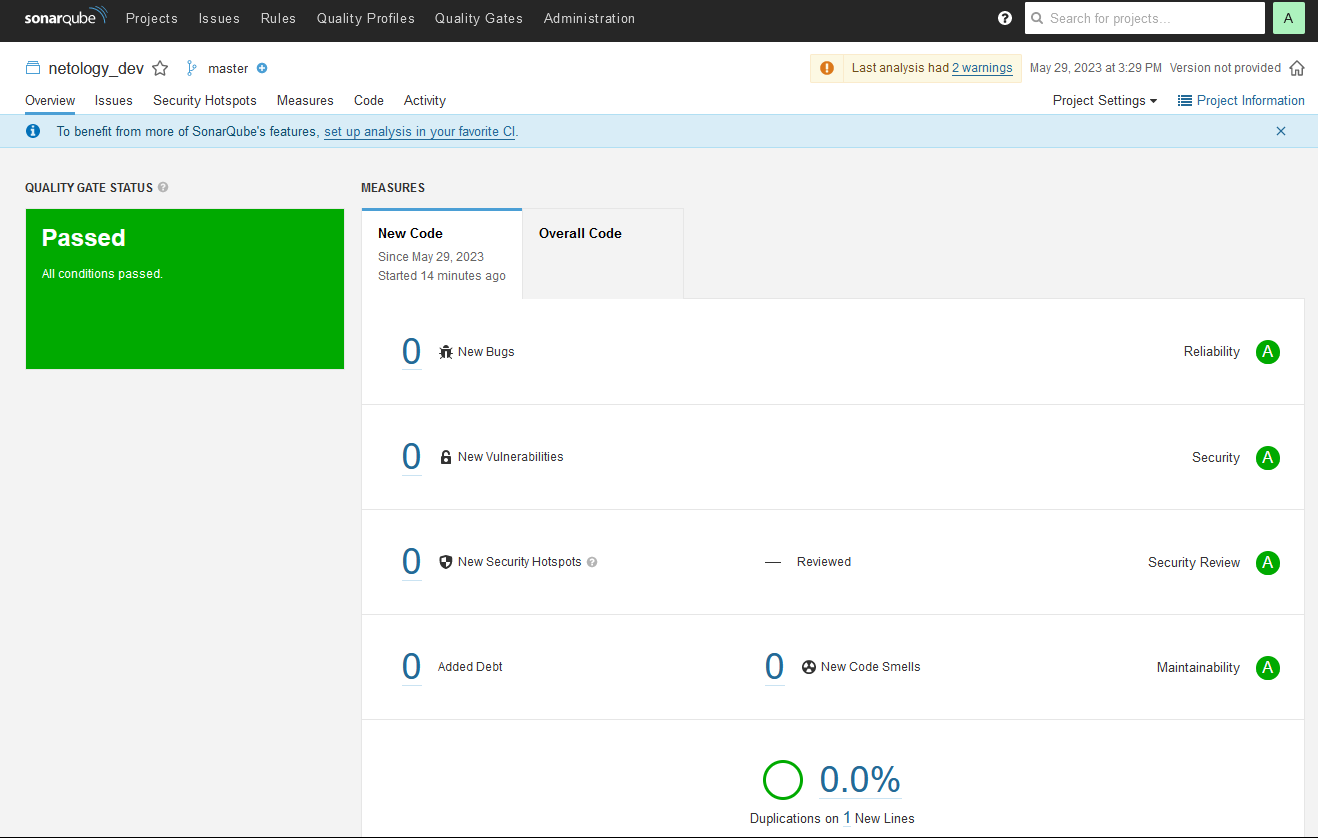 sonarqube Projects Issues Rules Quality Profiles Quality Gates Administration ? Search for projects... A
netology_dev master Last analysis had 2 warnings May 29, 2023 at 3:29 PM Version not provided
Overview Issues Security Hotspots Measures Code Activity Project Settings Project Information
To benefit from more of SonarQube's features, set up analysis in your favorite CI.
QUALITY GATE STATUS ?
Passed
All conditions passed.
MEASURES
New Code
Since May 29, 2023
Started 14 minutes ago
Overall Code
0 New Bugs Reliability A
0 New Vulnerabilities Security A
0 New Security Hotspots ? — Reviewed Security Review A
0 Added Debt 0 New Code Smells Maintainability A
0.0%
Duplications on 1 New Lines